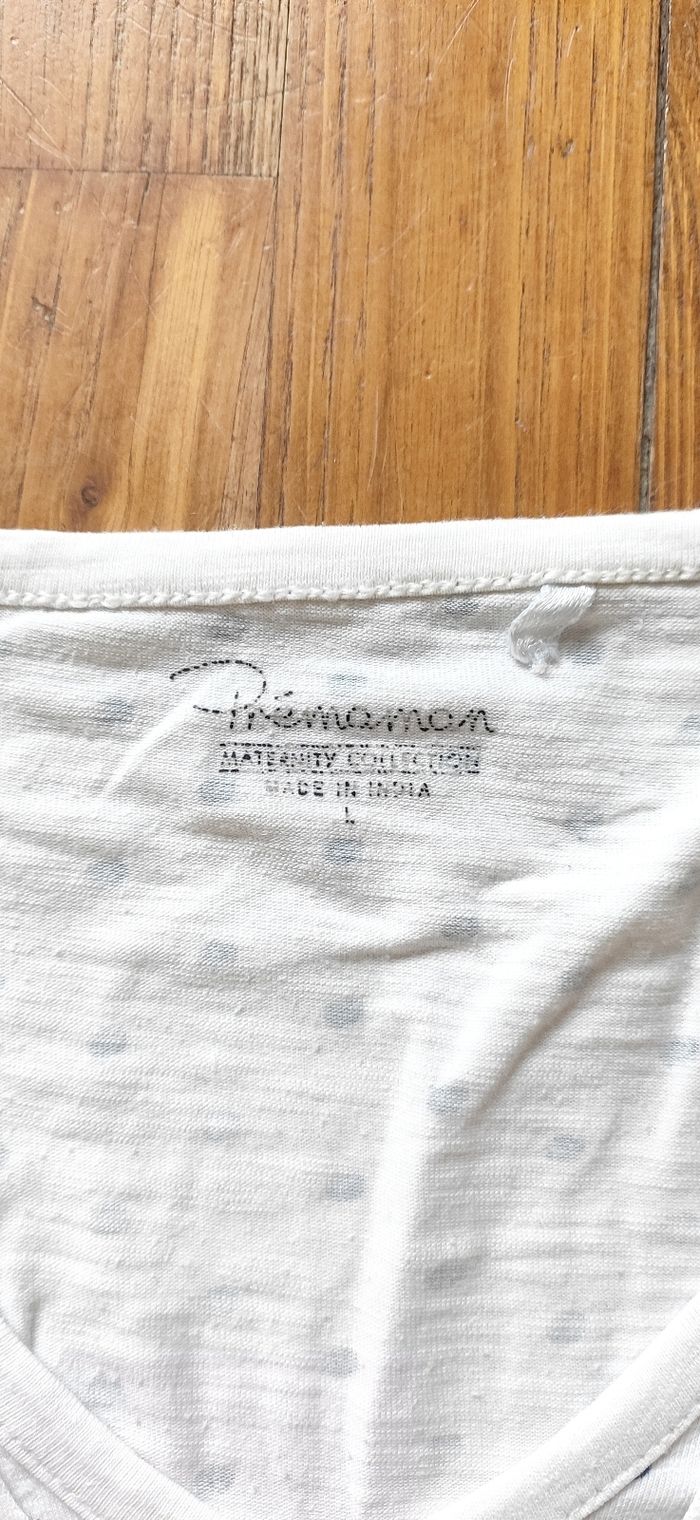 Prémaman
MATERNITY COLLECTION
MADE IN INDIA
L